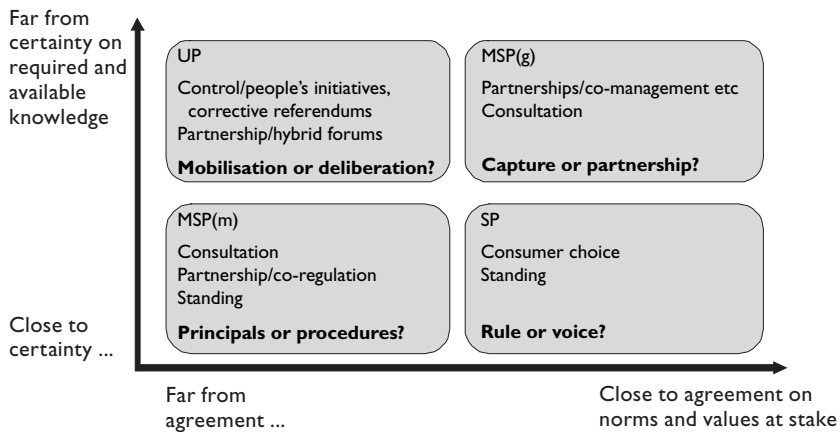 Far from
certainty on
required and
available
knowledge
UP
Control/people's initiatives,
corrective referendums
Partnership/hybrid forums
Mobilisation or deliberation?
MSP(g)
Partnerships/co-management etc
Consultation
Capture or partnership?
MSP(m)
Consultation
Partnership/co-regulation
Standing
Principals or procedures?
SP
Consumer choice
Standing
Rule or voice?
Close to
certainty ...
Far from
agreement ...
Close to agreement on
norms and values at stake